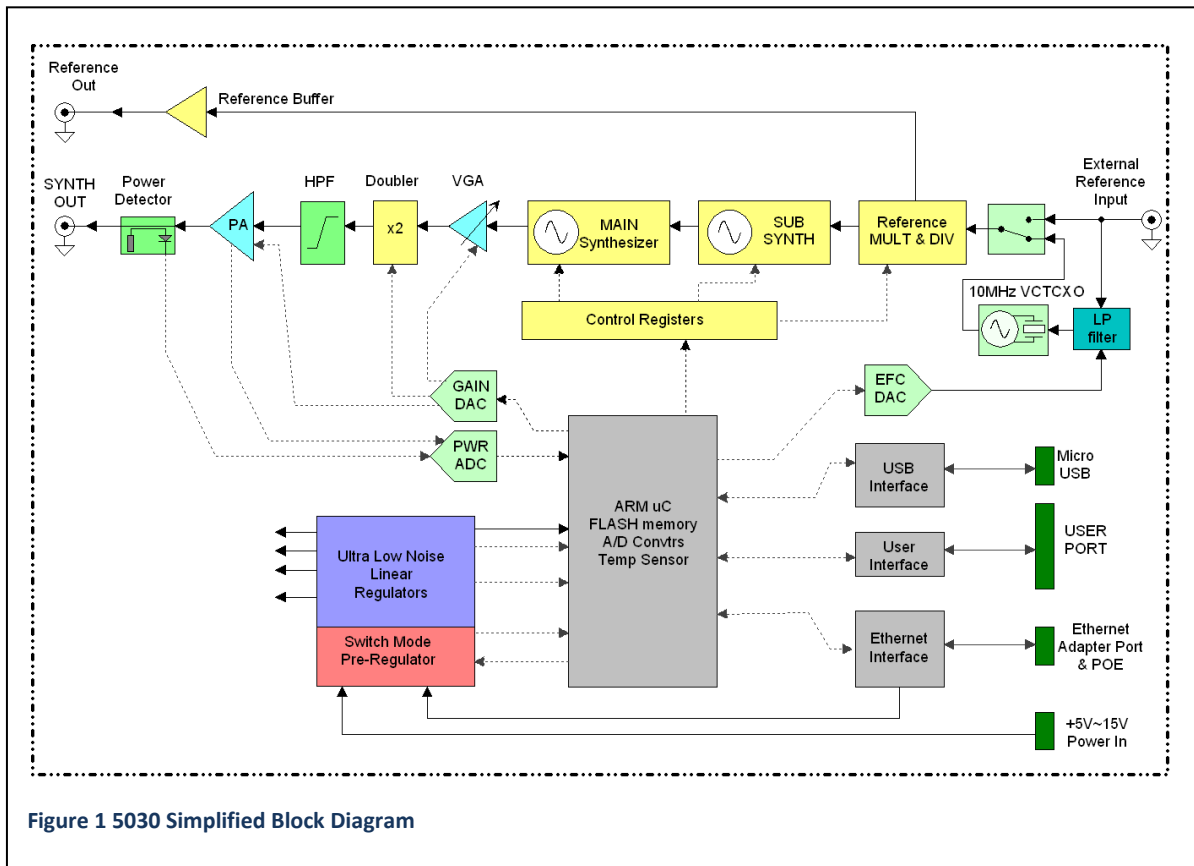 Reference
Out
Reference Buffer
SYNTH
OUT
Power
Detector
PA
HPF
Doubler
x2
VGA
MAIN
Synthesizer
SUB
SYNTH
Reference
MULT & DIV
External
Reference
Input
10MHz VCTCXO
LP
filter
Control Registers
GAIN
DAC
EFC
DAC
PWR
ADC
ARM uC
FLASH memory
A/D Convtrs
Temp Sensor
USB
Interface
Micro
USB
User
Interface
USER
PORT
Ethernet
Interface
Ethernet
Adapter Port
& POE
Ultra Low Noise
Linear
Regulators
Switch Mode
Pre-Regulator
+5V~15V
Power In
Figure 1 5030 Simplified Block Diagram